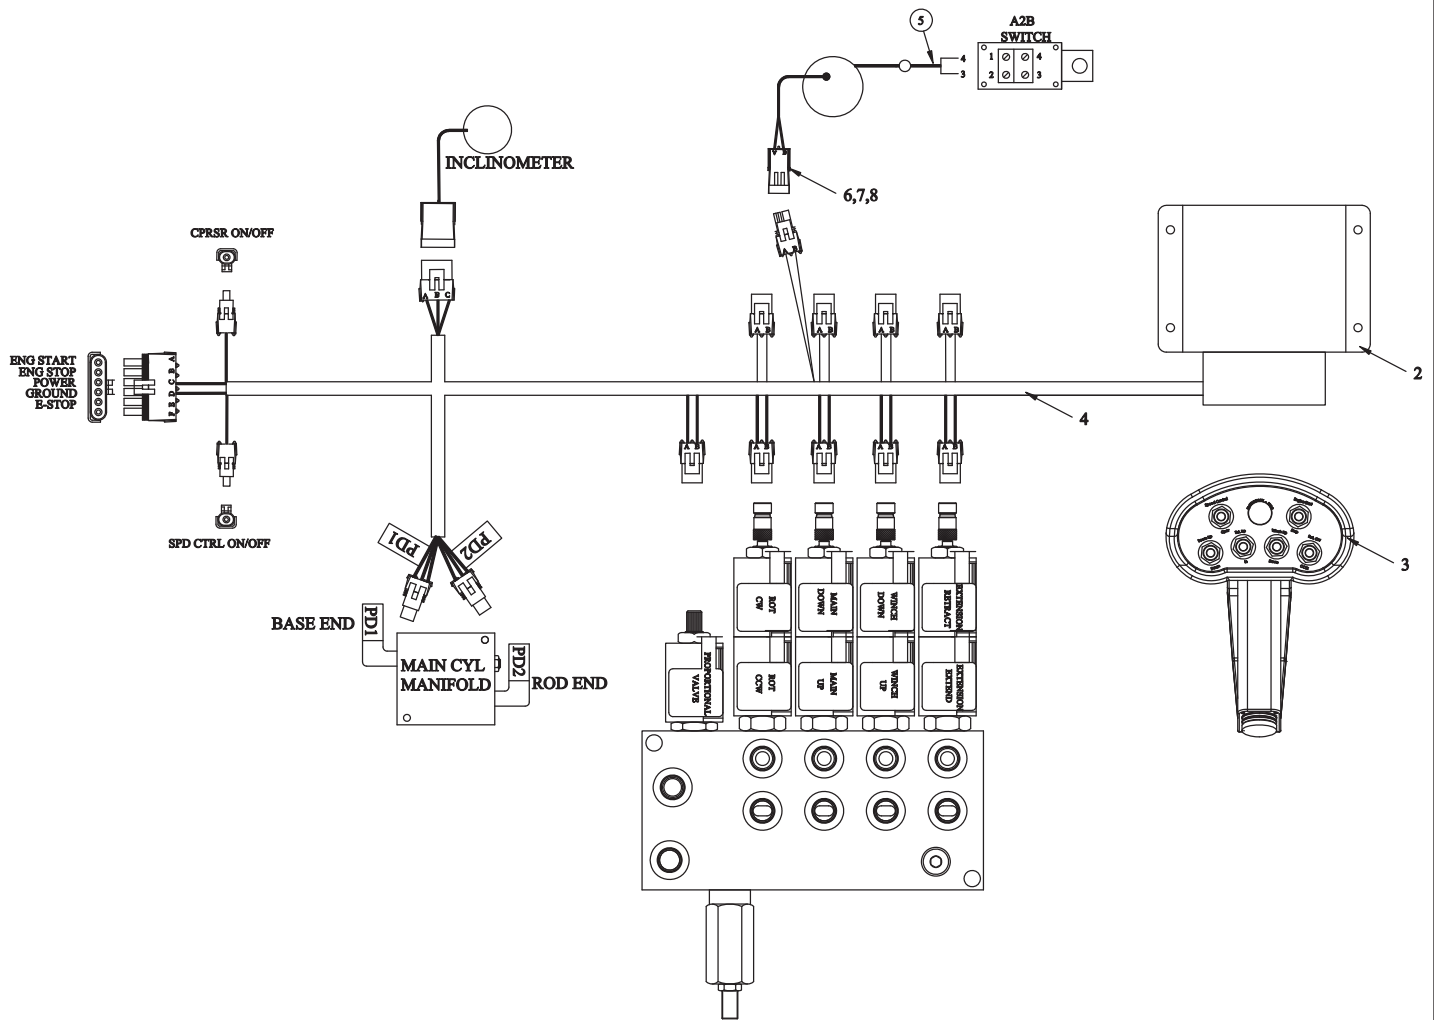 5
A2B
SWITCH
4
3
1
4
2
3
INCLINOMETER
6,7,8
CPRSR ON/OFF
A B C
A B
A B
ENG START
ENG STOP
POWER
GROUND
E-STOP
A
B
C
D
E
F
A B
A B
A B
A B
2
4
A B
A B
A B
A B
A B
SPD CTRL ON/OFF
PD1
PD2
3
BASE END
PD1
MAIN CYL
MANIFOLD
PD2
ROD END
PROPORTIONAL
VALVE
ROT
CW
MAIN
DOWN
WINCH
DOWN
EXTENSION
RETRACT
ROT
CCW
MAIN
UP
WINCH
UP
EXTENSION
EXTEND